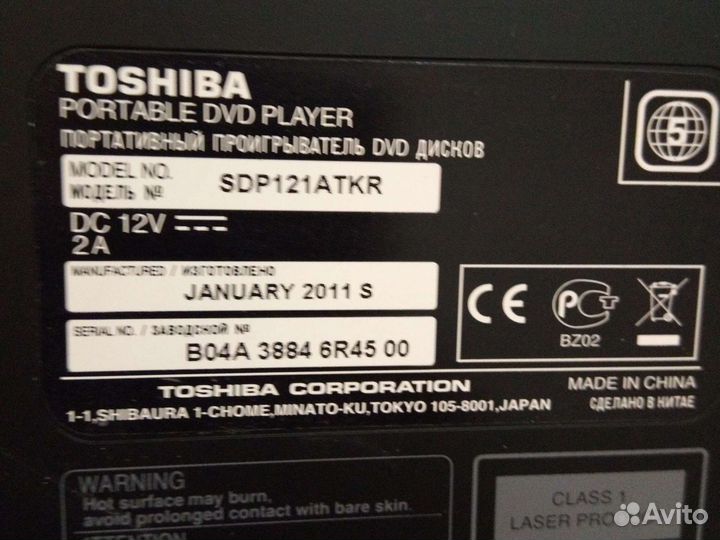 TOSHIBA
PORTABLE DVD PLAYER
ПОРТАТИВНЫЙ ПРОИГРЫВАТЕЛЬ DVD ДИСКОВ
5
MODEL NO.
МОДЕЛЬ №
SDP121ATKR
DC 12V
2A
MANUFACTURED / ИЗГОТОВЛЕНО
JANUARY 2011 S
SERIAL NO. / ЗАВОДСКОЙ №
B04A 3884 6R45 00
CE
РСТ
BZ02
TOSHIBA CORPORATION
1-1,SHIBAURA 1-CHOME,MINATO-KU,TOKYO 105-8001,JAPAN
MADE IN CHINA
СДЕЛАНО В КИТАЕ
WARNING
Hot surface may burn,
avoid prolonged contact with bare skin.
CLASS 1
LASER
Avito